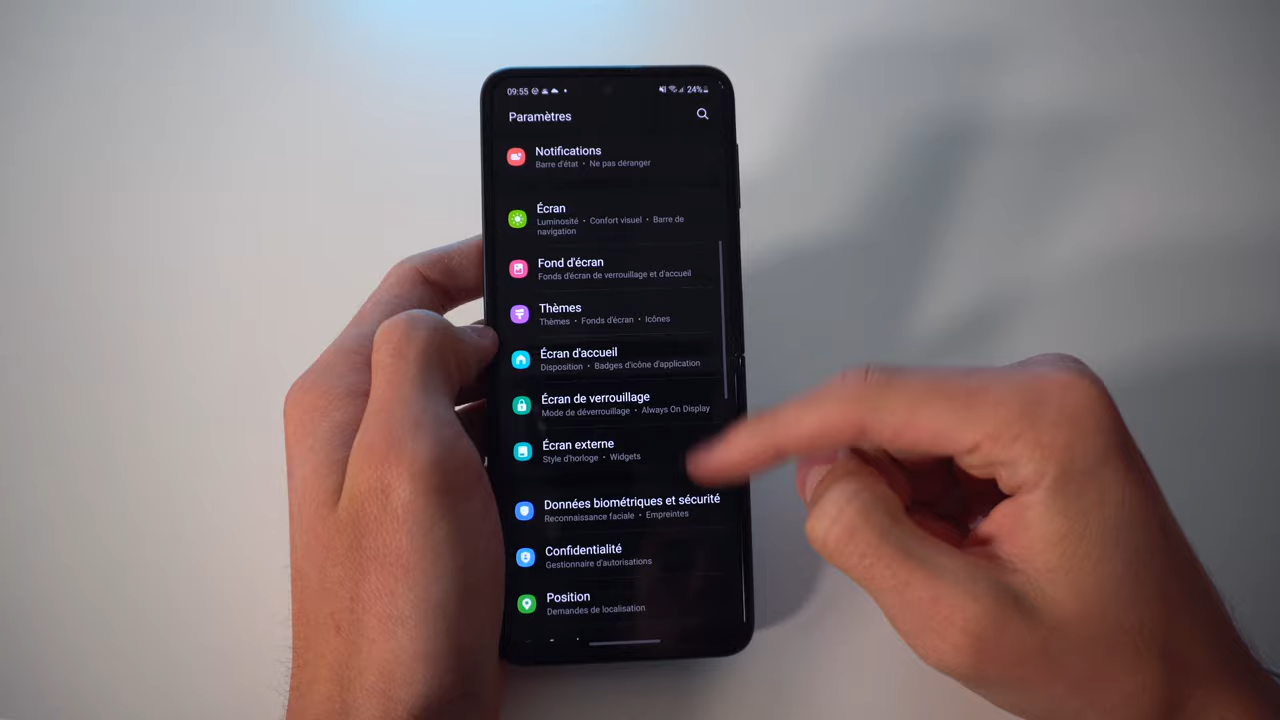 09:55
24%
Paramètres
Notifications
Barre d'état • Ne pas déranger
Écran
Luminosité • Confort visuel • Barre de
navigation
Fond d'écran
Fonds d'écran de verrouillage et d'accueil
Thèmes
Thèmes • Fonds d'écran • Icônes
Écran d'accueil
Disposition • Badges d'icône d'application
Écran de verrouillage
Mode de déverrouillage • Always On Display
Écran externe
Style d'horloge • Widgets
Données biométriques et sécurité
Reconnaissance faciale • Empreintes
Confidentialité
Gestionnaire d'autorisations
Position
Demandes de localisation